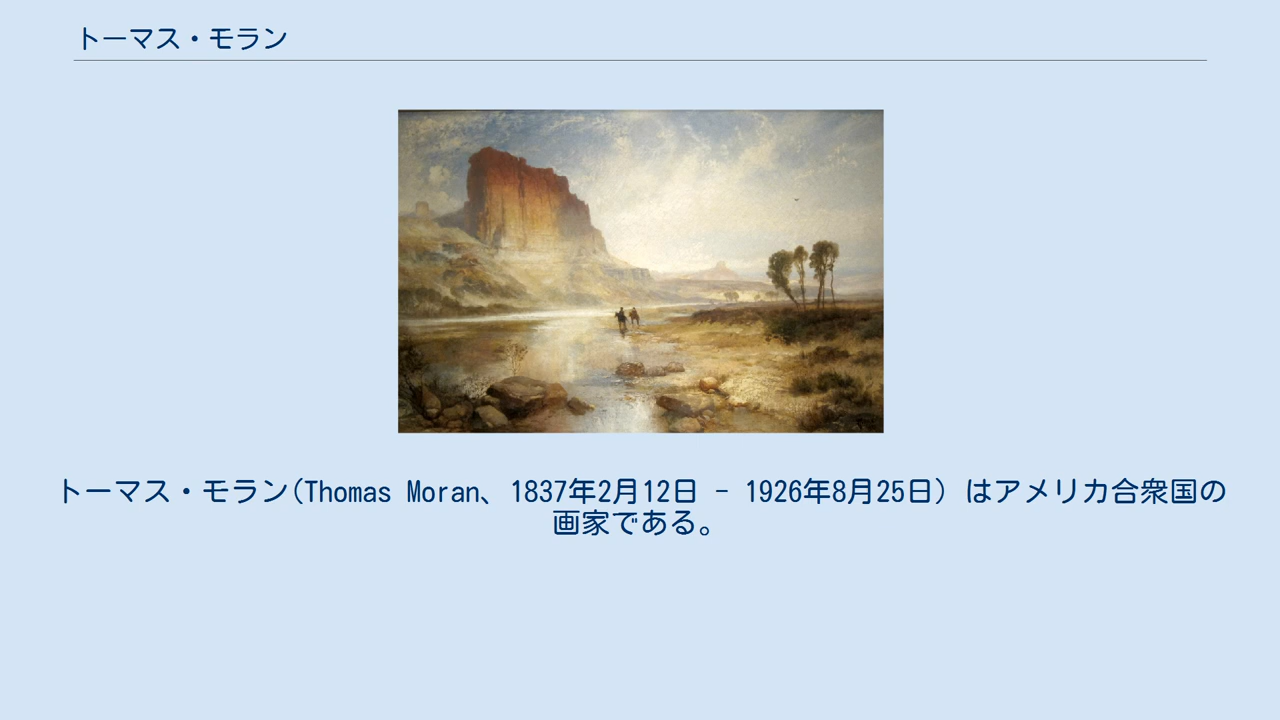 トーマス・モラン
トーマス・モラン(Thomas Moran、1837年2月12日 - 1926年8月25日) はアメリカ合衆国の
画家である。